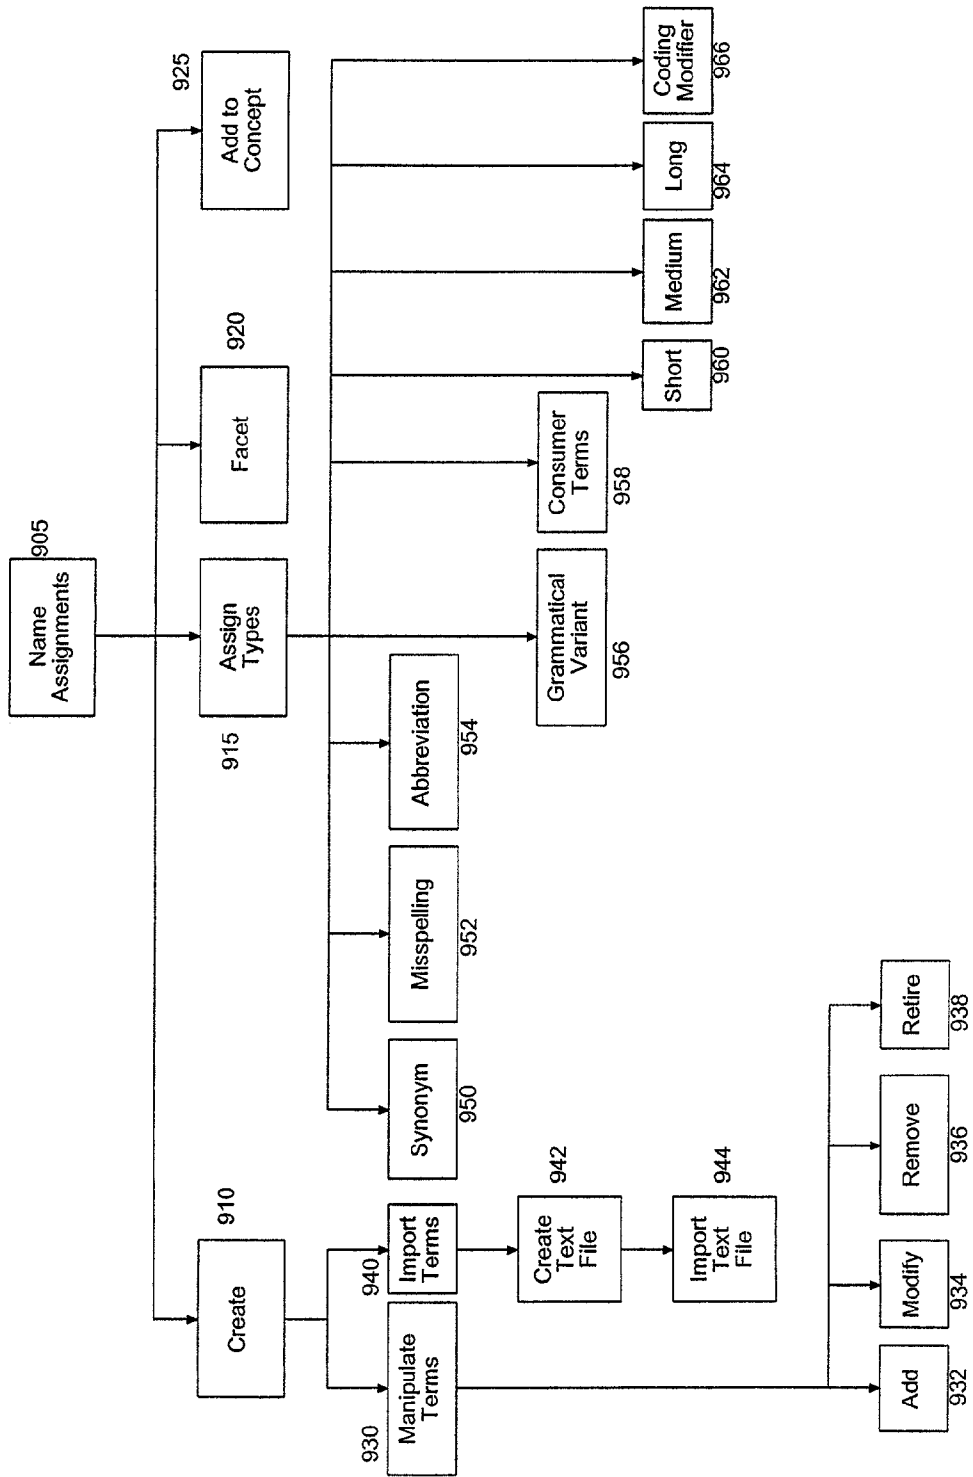 Name
Assignments
905
Create
910
Assign
Types
915
Facet
920
Add to
Concept
925
Manipulate
Terms
930
Import
Terms
940
Synonym
950
Misspelling
952
Abbreviation
954
Create
Text
File
942
Grammatical
Variant
956
Consumer
Terms
958
Import
Text
File
944
Short
960
Medium
962
Long
964
Coding
Modifier
966
Add
932
Modify
934
Remove
936
Retire
938